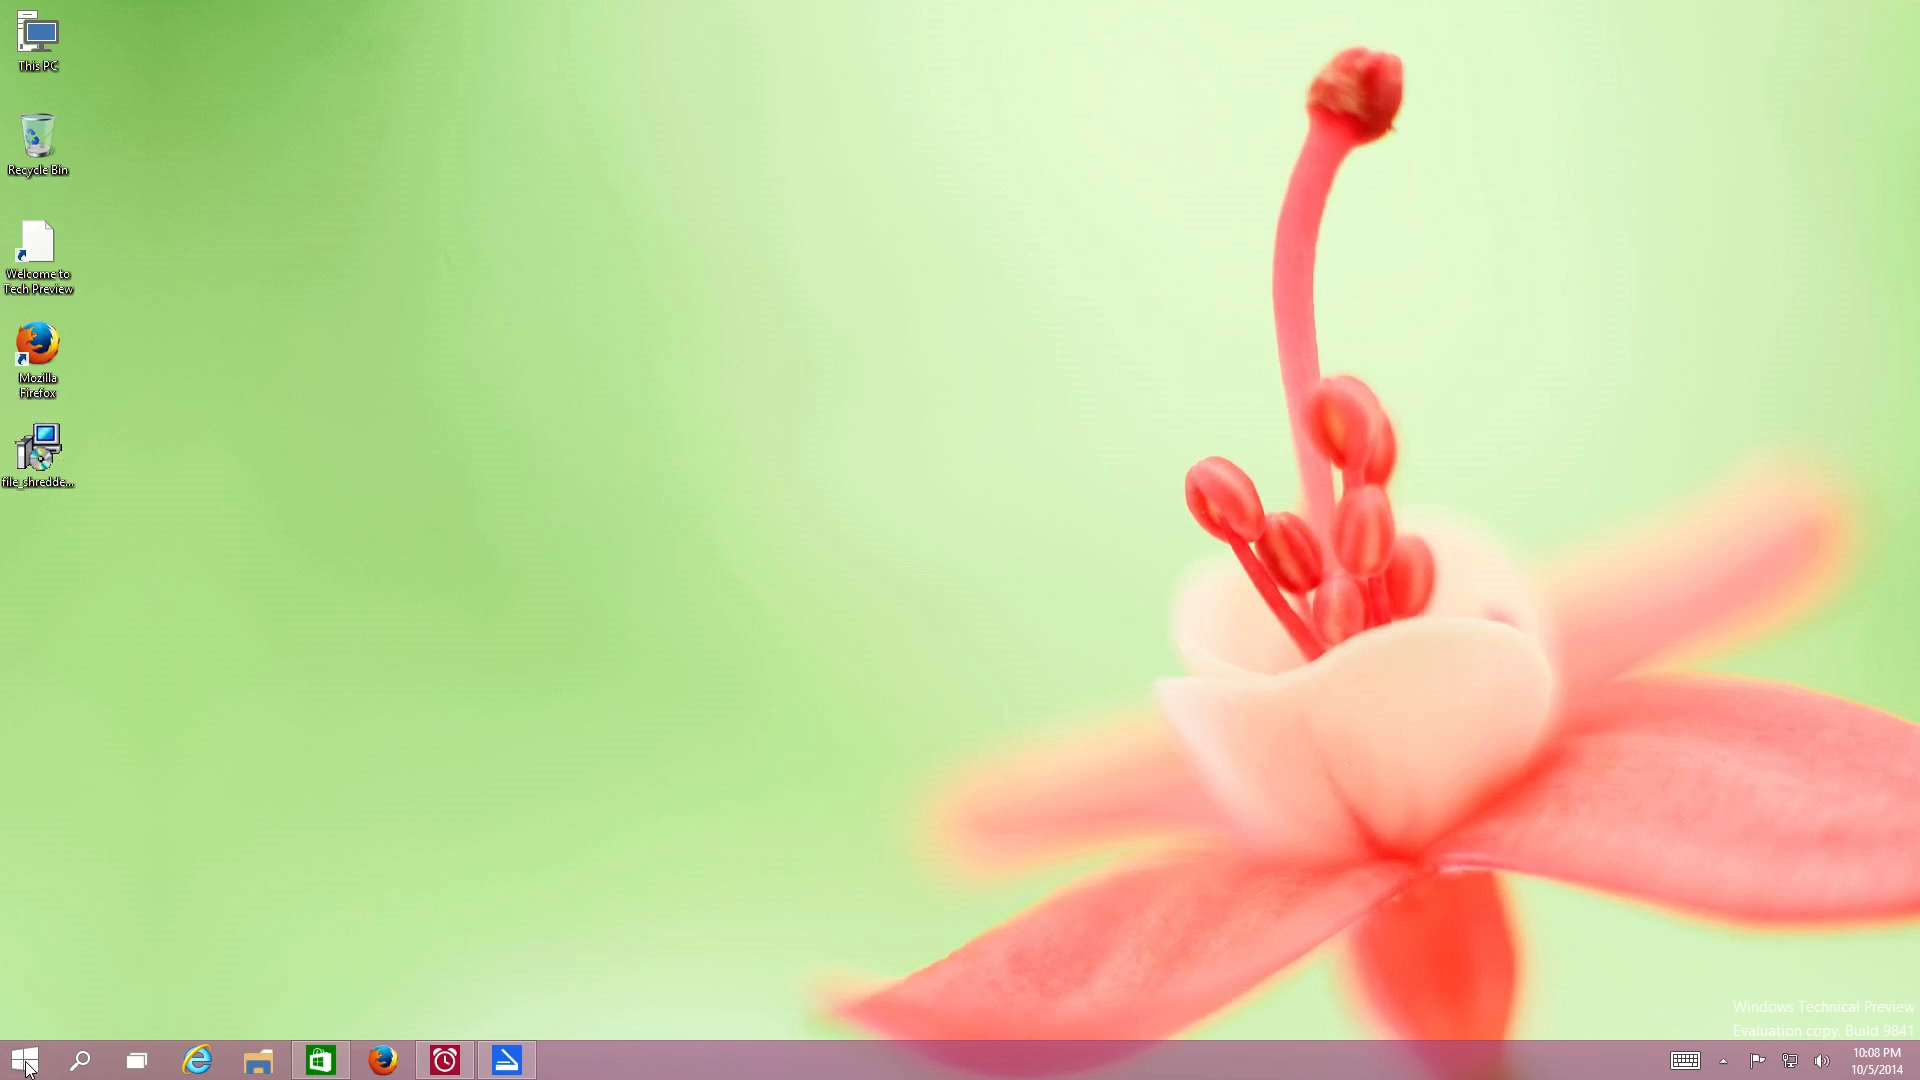 This PC
Recycle Bin
Welcome to
Tech Preview
Mozilla
Firefox
file_shredde...
Windows Technical Preview
Evaluation copy. Build 9841
10:08 PM
10/5/2014